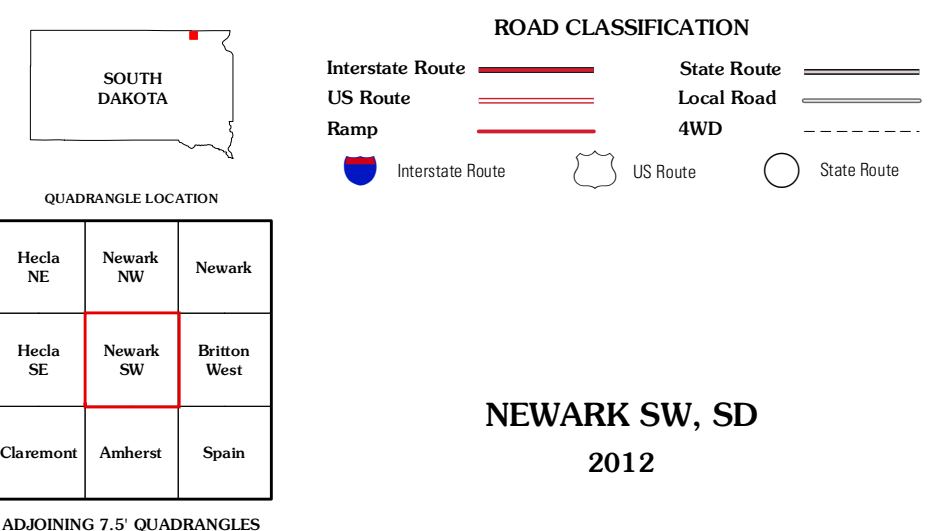 SOUTH
DAKOTA
QUADRANGLE LOCATION
Hecla
NE
Newark
NW
Newark
Hecla
SE
Newark
SW
Britton
West
Claremont
Amherst
Spain
ADJOINING 7.5' QUADRANGLES
ROAD CLASSIFICATION
Interstate Route
State Route
US Route
Local Road
Ramp
4WD
Interstate Route
US Route
State Route
NEWARK SW, SD
2012